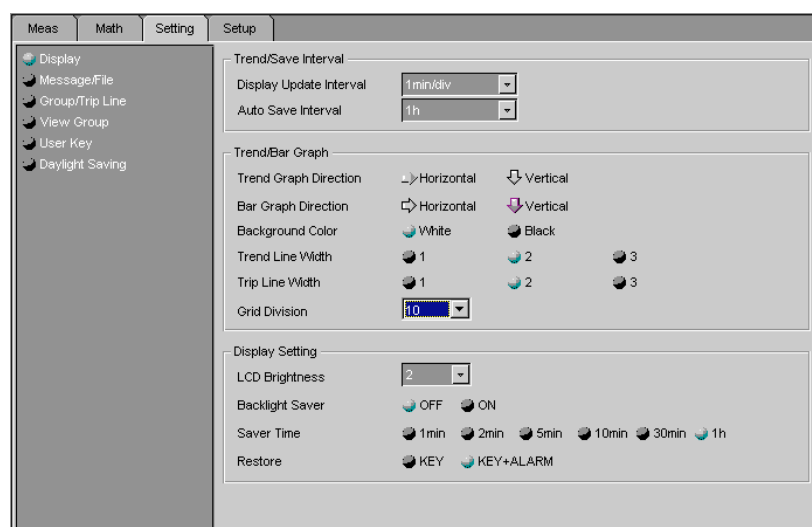 Meas Math Setting Setup
Display
Message/File
Group/Trip Line
View Group
User Key
Daylight Saving
Trend/Save Interval
Display Update Interval 1min/div
Auto Save Interval 1h
Trend/Bar Graph
Trend Graph Direction Horizontal Vertical
Bar Graph Direction Horizontal Vertical
Background Color White Black
Trend Line Width 1 2 3
Trip Line Width 1 2 3
Grid Division 10
Display Setting
LCD Brightness 2
Backlight Saver OFF ON
Saver Time 1min 2min 5min 10min 30min 1h
Restore KEY KEY+ALARM